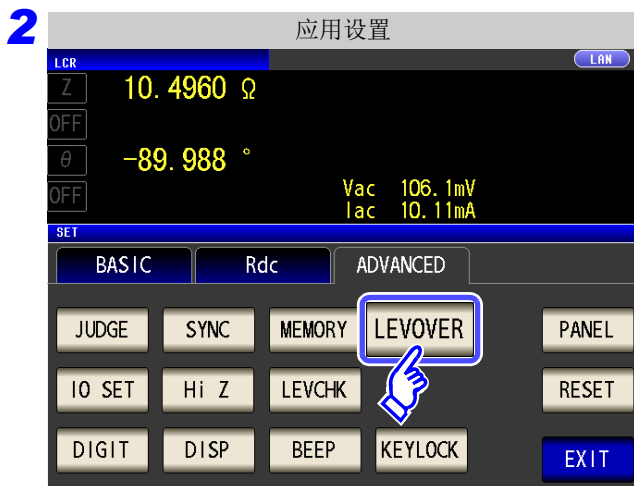 2
应用设置
LCR LAN
Z 10.4960 Ω
OFF
θ -89.988 °
OFF
Vac 106.1mV
Iac 10.11mA
SET
BASIC Rdc ADVANCED
JUDGE SYNC MEMORY LEVOVER PANEL
IO SET Hi Z LEVCHK RESET
DIGIT DISP BEEP KEYLOCK EXIT